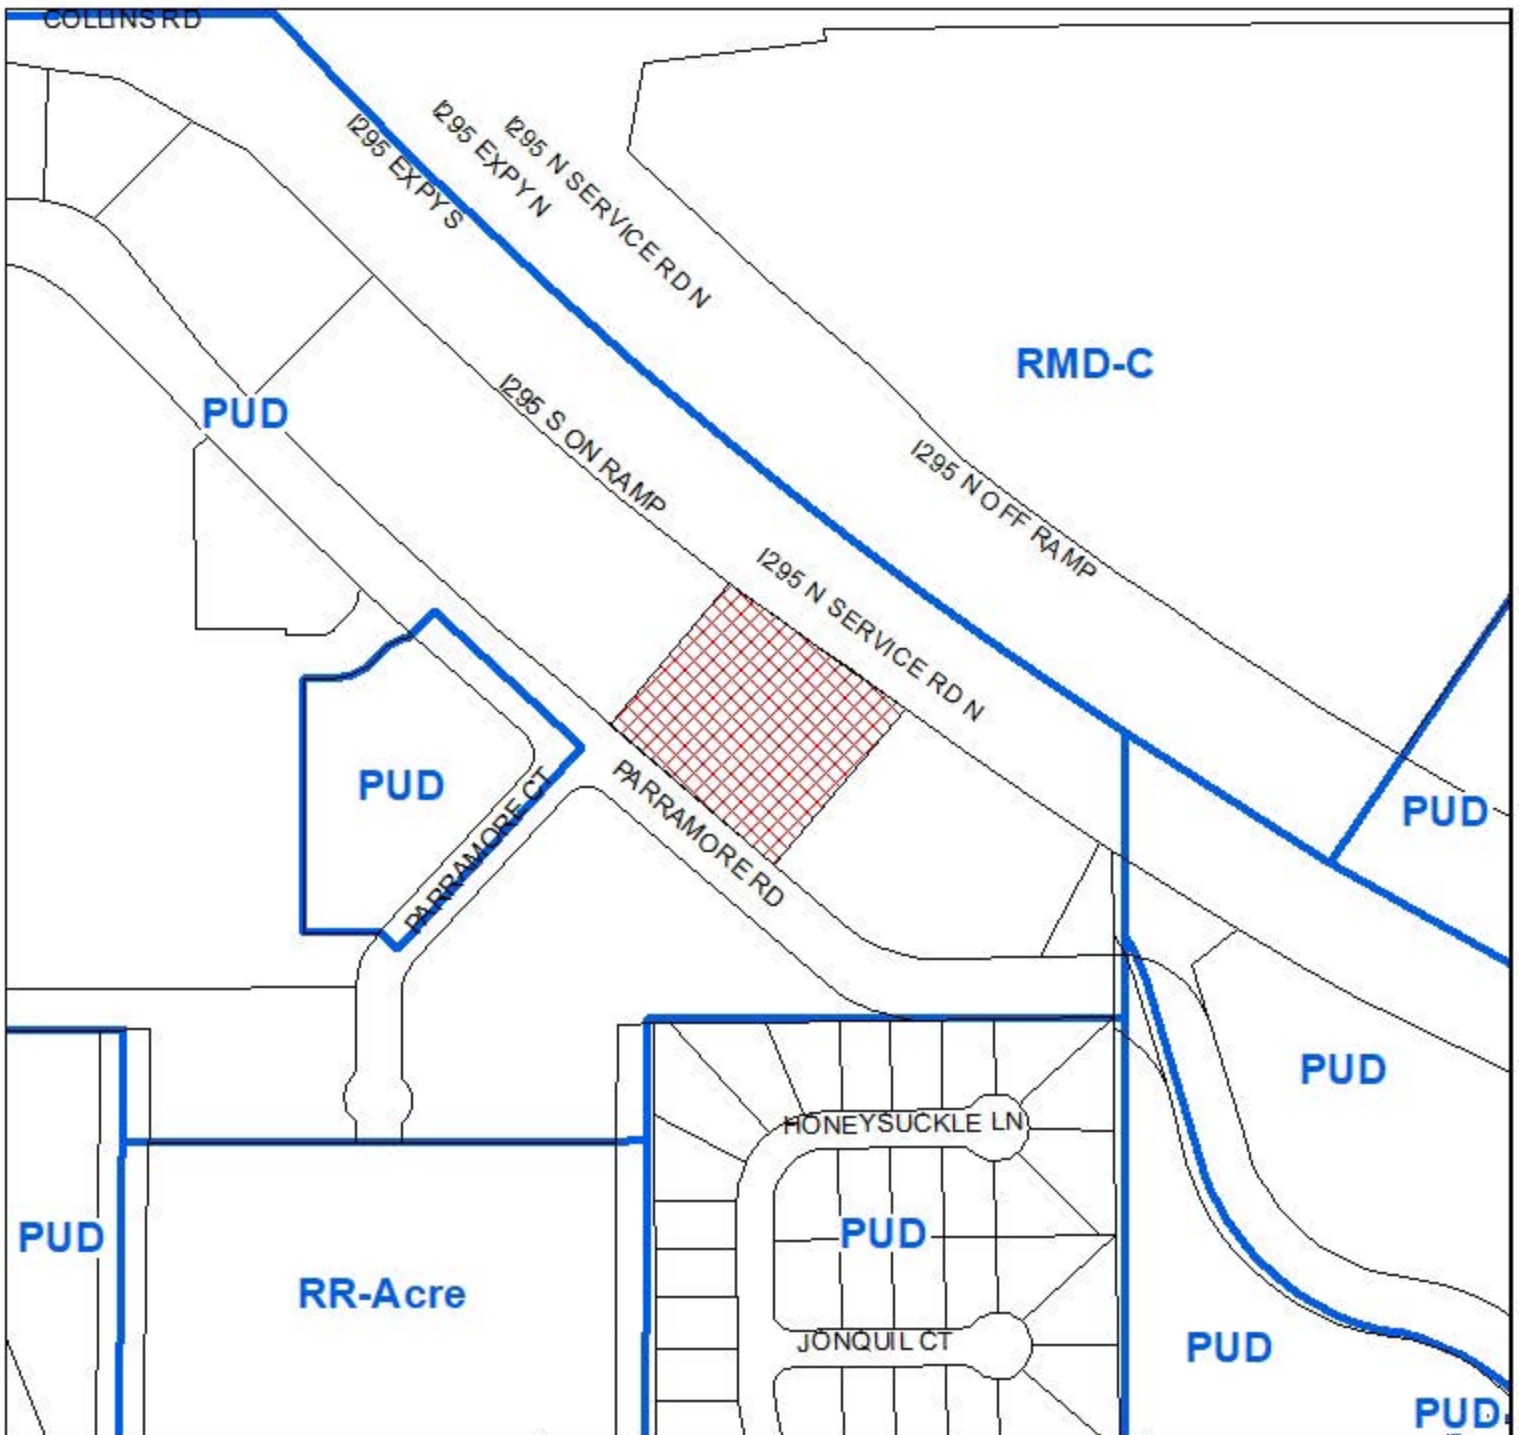 COLLINS RD
I295 EXPY S
I295 EXPY N
I295 N SERVICE RD N
RMD-C
PUD
I295 S ON RAMP
I295 N OFF RAMP
I295 N SERVICE RD N
PUD
PARRAMORE CT
PARRAMORE RD
PUD
PUD
HONEYSUCKLE LN
PUD
PUD
RR-Acre
JONQUIL CT
PUD
PUD